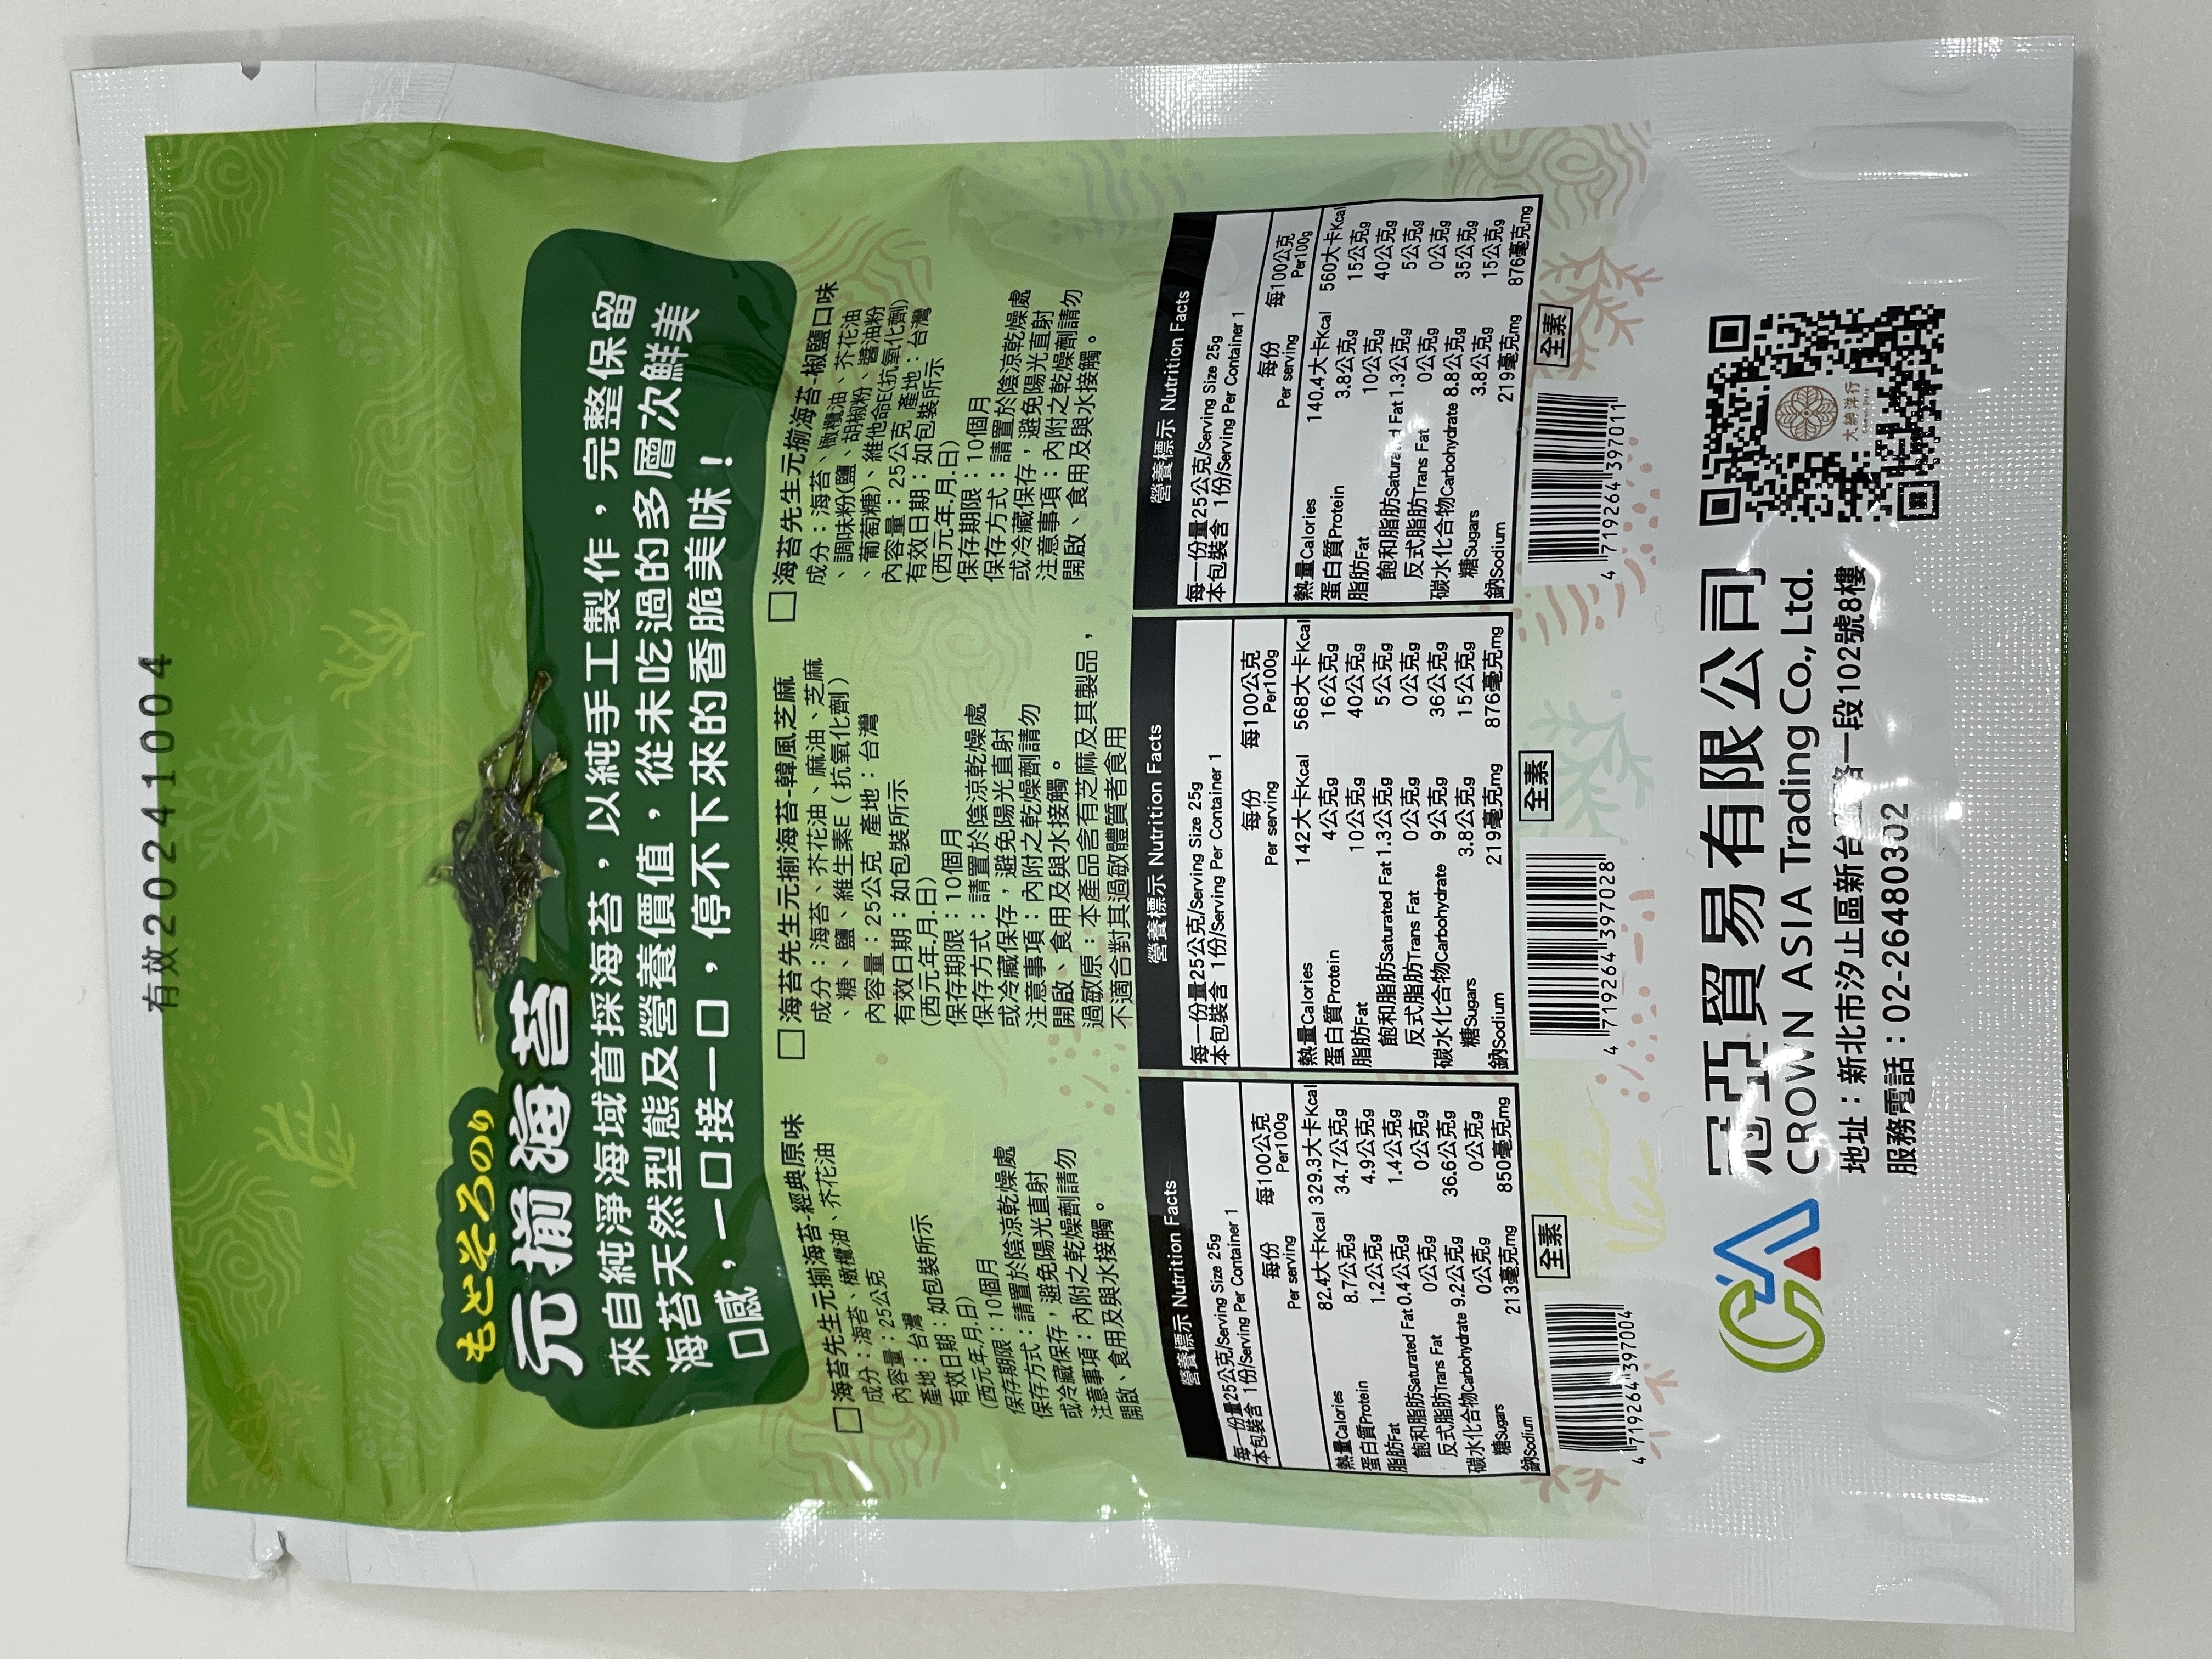 有效20241004
もとそろのり
元揃海苔
來自純淨海域首採海苔，以純手工製作，完整保留
海苔天然型態及營養價值，從未吃過的多層次鮮美
口感，一口接一口，停不下來的香脆美味！
海苔先生元揃海苔-經典原味
成分：海苔、橄欖油、芥花油
內容量：25公克
產地：台灣
有效日期：如包裝所示
(西元年.月.日)
保存期限：10個月
保存方式：請置於陰涼乾燥處
或冷藏保存，避免陽光直射
注意事項：內附之乾燥劑請勿
開啟、食用及與水接觸。
海苔先生元揃海苔-韓風芝麻
成分：海苔、芥花油、麻油、芝麻
、糖、鹽、維生素E（抗氧化劑）
內容量：25公克 產地：台灣
有效日期：如包裝所示
(西元年.月.日)
保存期限：10個月
保存方式：請置於陰涼乾燥處
或冷藏保存，避免陽光直射
注意事項：內附之乾燥劑請勿
開啟、食用及與水接觸。
過敏原：本產品含有芝麻及其製品，
不適合對其過敏體質者食用
海苔先生元揃海苔-椒鹽口味
成分：海苔、橄欖油、芥花油
、調味粉(鹽、胡椒粉、醬油粉
、葡萄糖)、維他命E(抗氧化劑)
內容量：25公克 產地：台灣
有效日期：如包裝所示
(西元年.月.日)
保存期限：10個月
保存方式：請置於陰涼乾燥處
或冷藏保存，避免陽光直射
注意事項：內附之乾燥劑請勿
開啟、食用及與水接觸。
營養標示 Nutrition Facts
每一份量25公克/Serving Size 25g
本包裝含 1份/Serving Per Container 1
每份 每100公克
Per serving Per100g
熱量Calories 82.4大卡Kcal 329.3大卡Kcal
蛋白質Protein 8.7公克g 34.7公克g
脂肪Fat 1.2公克g 4.9公克g
飽和脂肪Saturated Fat 0.4公克g 1.4公克g
反式脂肪Trans Fat 0公克g 0公克g
碳水化合物Carbohydrate 9.2公克g 36.6公克g
糖Sugars 0公克g 0公克g
鈉Sodium 213毫克mg 850毫克mg
全素
4 719264 397004
營養標示 Nutrition Facts
每一份量25公克/Serving Size 25g
本包裝含 1份/Serving Per Container 1
每份 每100公克
Per serving Per100g
熱量Calories 142大卡Kcal 568大卡Kcal
蛋白質Protein 4公克g 16公克g
脂肪Fat 10公克g 40公克g
飽和脂肪Saturated Fat 1.3公克g 5公克g
反式脂肪Trans Fat 0公克g 0公克g
碳水化合物Carbohydrate 9公克g 36公克g
糖Sugars 3.8公克g 15公克g
鈉Sodium 219毫克mg 876毫克mg
全素
4 719264 397028
營養標示 Nutrition Facts
每一份量25公克/Serving Size 25g
本包裝含 1份/Serving Per Container 1
每份 每100公克
Per serving Per100g
熱量Calories 140.4大卡Kcal 560大卡Kcal
蛋白質Protein 3.8公克g 15公克g
脂肪Fat 10公克g 40公克g
飽和脂肪Saturated Fat 1.3公克g 5公克g
反式脂肪Trans Fat 0公克g 0公克g
碳水化合物Carbohydrate 8.8公克g 35公克g
糖Sugars 3.8公克g 15公克g
鈉Sodium 219毫克mg 876毫克mg
全素
4 719264 397011
冠亞貿易有限公司
CROWN ASIA Trading Co., Ltd.
地址：新北市汐止區新台五路一段102號8樓
服務電話：02-26480302
大總洋行